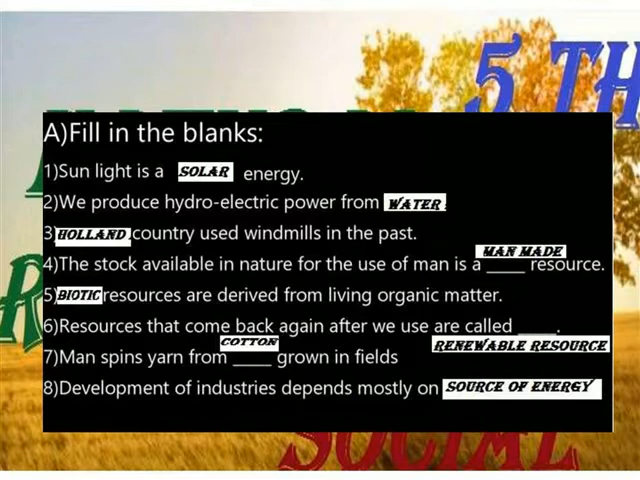 5 TH
A)Fill in the blanks:
1)Sun light is a SOLAR energy.
2)We produce hydro-electric power from WATER.
3)HOLLAND country used windmills in the past.
MAN MADE
4)The stock available in nature for the use of man is a ____ resource.
5)BIOTIC resources are derived from living organic matter.
6)Resources that come back again after we use are called ____.
COTTON RENEWABLE RESOURCE
7)Man spins yarn from ____ grown in fields
8)Development of industries depends mostly on SOURCE OF ENERGY
SOCIAL